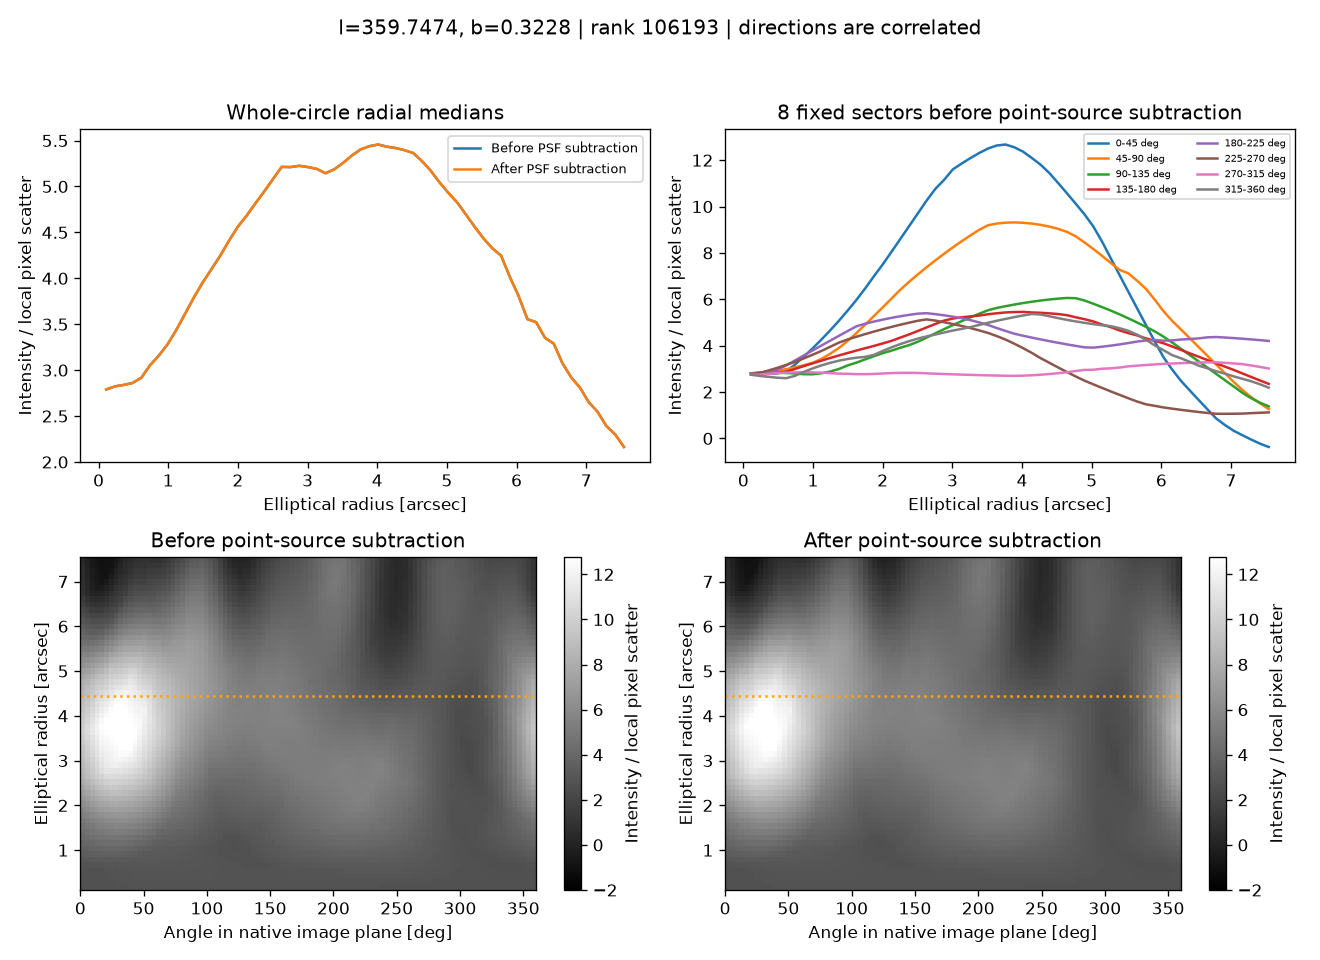 l=359.7474, b=0.3228 | rank 106193 | directions are correlated
Whole-circle radial medians
5.5
5.0
4.5
4.0
3.5
3.0
2.5
2.0
Intensity / local pixel scatter
Before PSF subtraction
After PSF subtraction
0 1 2 3 4 5 6 7
Elliptical radius [arcsec]
8 fixed sectors before point-source subtraction
12
10
8
6
4
2
0
Intensity / local pixel scatter
0-45 deg
45-90 deg
90-135 deg
135-180 deg
180-225 deg
225-270 deg
270-315 deg
315-360 deg
0 1 2 3 4 5 6 7
Elliptical radius [arcsec]
Before point-source subtraction
7
6
5
4
3
2
1
Elliptical radius [arcsec]
0 50 100 150 200 250 300 350
Angle in native image plane [deg]
12
10
8
6
4
2
0
−2
Intensity / local pixel scatter
After point-source subtraction
7
6
5
4
3
2
1
Elliptical radius [arcsec]
0 50 100 150 200 250 300 350
Angle in native image plane [deg]
12
10
8
6
4
2
0
−2
Intensity / local pixel scatter